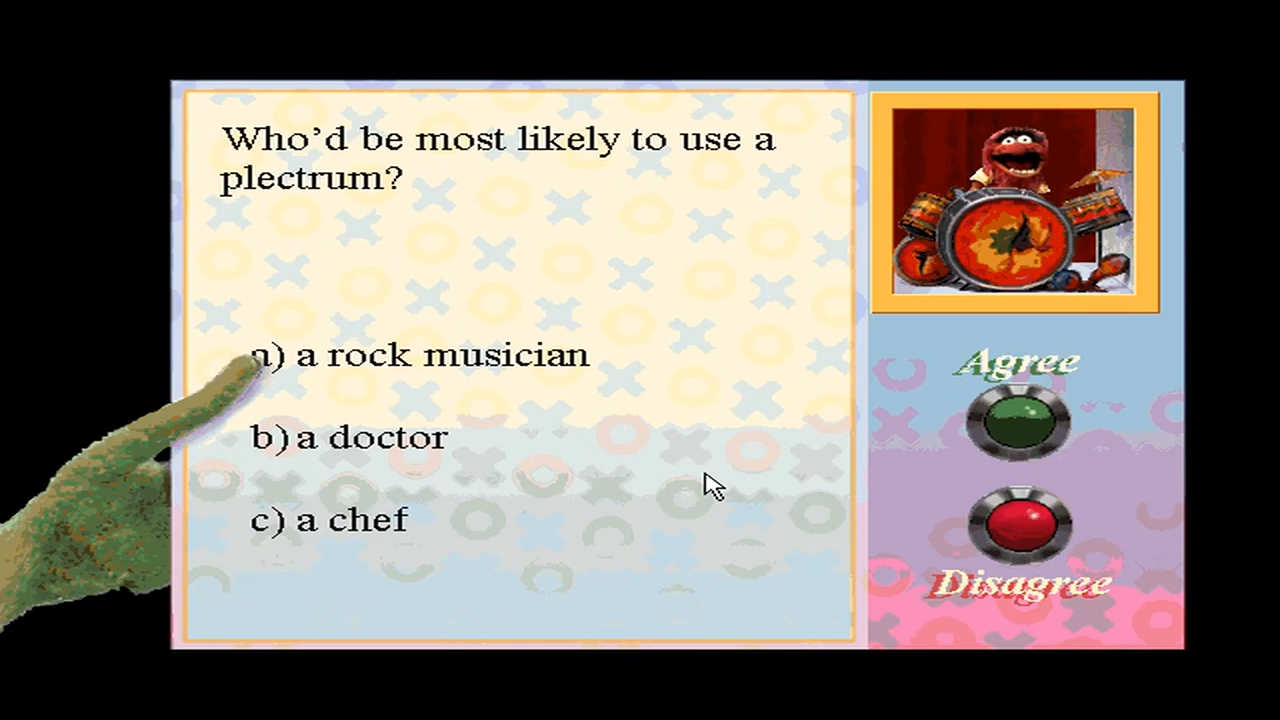 Who'd be most likely to use a
plectrum?
a) a rock musician
b) a doctor
c) a chef
Agree
Disagree